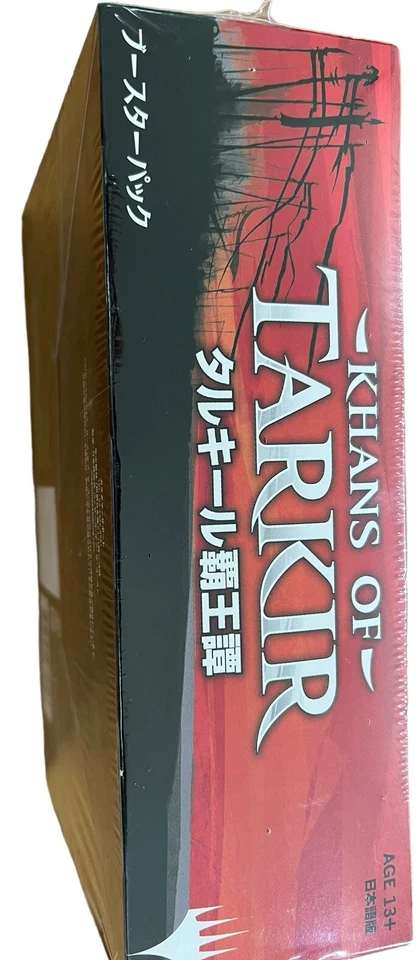 KHANS OF
TARKIR
タルキール覇王譚
ブースターパック
AGE 13+
日本語版